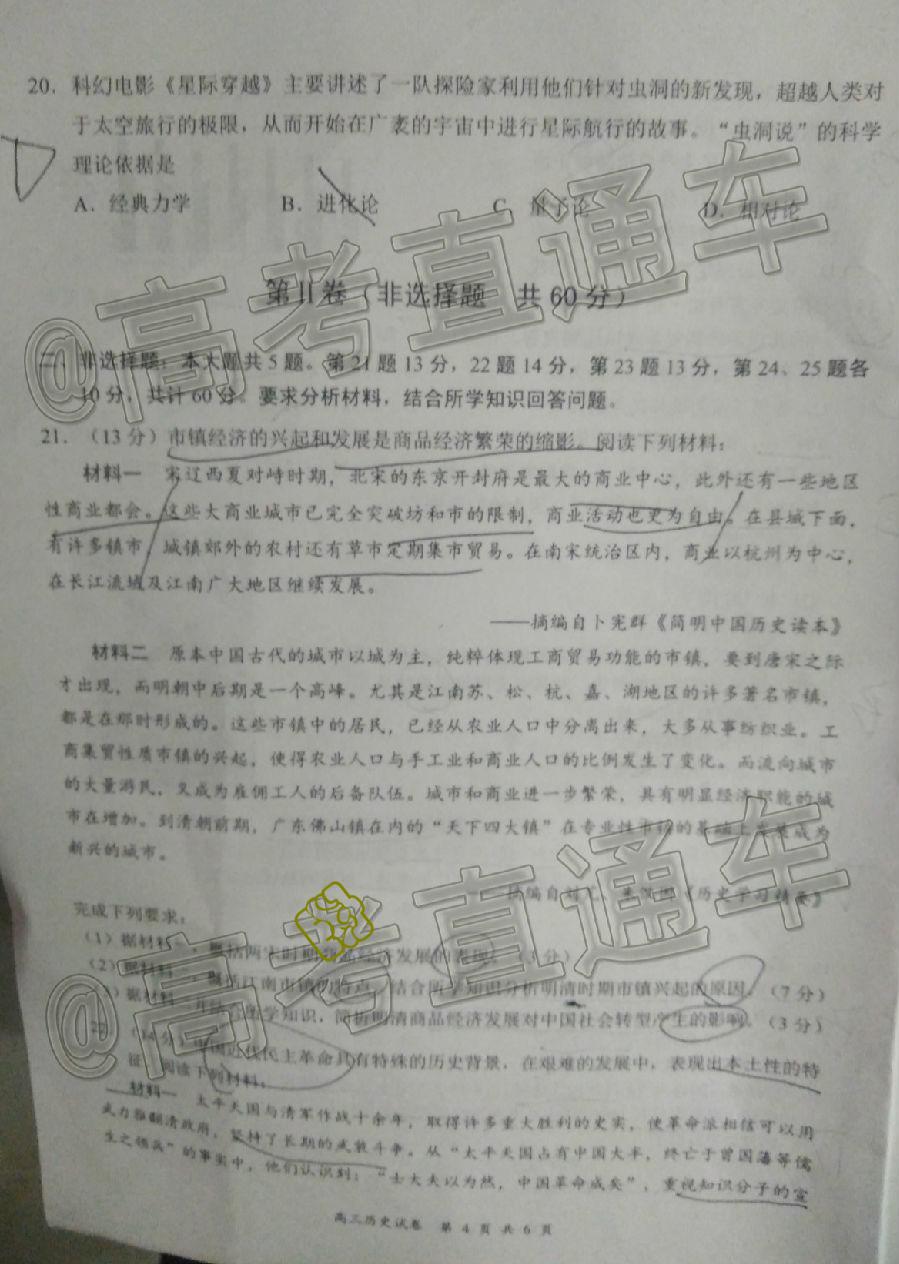 20. 科幻电影《星际穿越》主要讲述了一队探险家利用他们针对虫洞的新发现，超越人类对
于太空旅行的极限，从而开始在广袤的宇宙中进行星际航行的故事。“虫洞说”的科学
理论依据是
A. 经典力学 B. 进化论 C. 量子论 D. 相对论
第II卷（非选择题 共60分）
二、非选择题：本大题共5题。第21题13分，22题14分，第23题13分，第24、25题各
10分，共计60分。要求分析材料，结合所学知识回答问题。
21. （13分）市镇经济的兴起和发展是商品经济繁荣的缩影。阅读下列材料：
材料一 宋辽西夏对峙时期，北宋的东京开封府是最大的商业中心，此外还有一些地区
性商业都会。这些大商业城市已完全突破坊和市的限制，商业活动也更为自由。在县城下面，
有许多镇市，城镇郊外的农村还有草市定期集市贸易。在南宋统治区内，商业以杭州为中心，
在长江流域及江南广大地区继续发展。
——摘编自卜宪群《简明中国历史读本》
材料二 原本中国古代的城市以城为主，纯粹体现工商贸易功能的市镇，要到唐宋之际
才出现，而明朝中后期是一个高峰。尤其是江南苏、松、杭、嘉、湖地区的许多著名市镇，
都是在那时形成的。这些市镇中的居民，已经从农业人口中分离出来，大多从事纺织业。工
商集贸性质市镇的兴起，使得农业人口与手工业和商业人口的比例发生了变化。而流向城市
的大量游民，又成为雇佣工人的后备队伍。城市和商业进一步繁荣，具有明显经济职能的城
市在增加。到清朝前期，广东佛山镇在内的“天下四大镇”在专业性市镇的基础上发展成为
新兴的城市。
摘编自 《历史学习精要》
完成下列要求：
（1）据材料一，概括两宋时期商品经济发展的表现。（3分）
（2）据材料二，概括江南市镇的特点，结合所学知识分析明清时期市镇兴起的原因。（7分）
（3）据材料二并结合所学知识，简析明清商品经济发展对中国社会转型产生的影响。（3分）
22. （14分）中国近代民主革命具有特殊的历史背景，在艰难的发展中，表现出本土性的特
征。阅读下列材料：
材料一 太平天国与清军作战十余年，取得许多重大胜利的史实，使革命派相信可以用
武力推翻清政府，坚持了长期的武装斗争。从“太平天国占有中国大半，终亡于曾国藩等儒
生之领兵”的事实中，他们认识到：“士大夫以为然，中国革命成矣”，重视知识分子的宣
高三历史试卷 第4页共6页
@高考直通车
@高考直通车